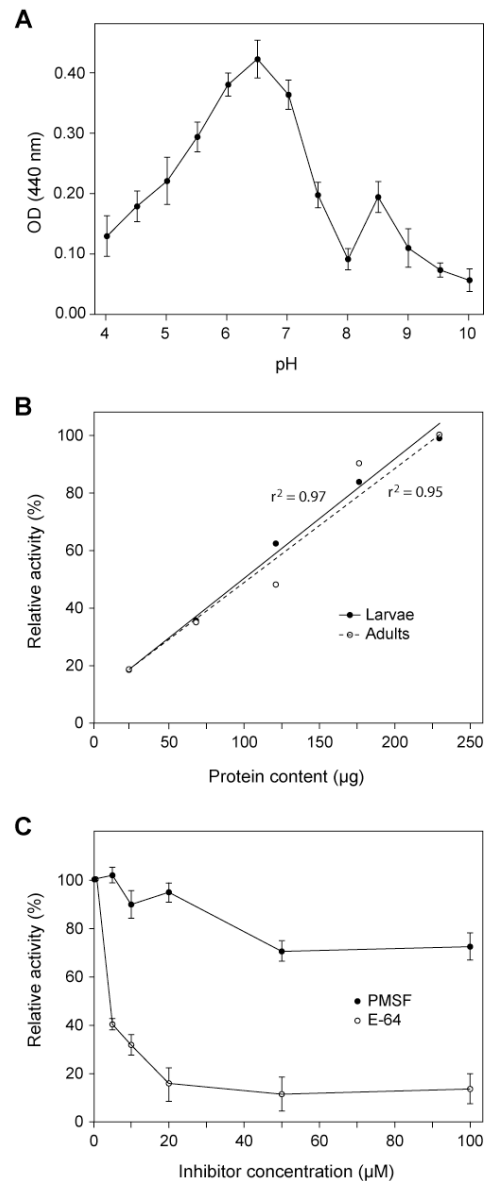 A
OD (440 nm)
0.40
0.30
0.20
0.10
0.00
4 5 6 7 8 9 10
pH
B
Relative activity (%)
100
80
60
40
20
0
r² = 0.97
r² = 0.95
Larvae
Adults
0 50 100 150 200 250
Protein content (µg)
C
Relative activity (%)
100
80
60
40
20
0
PMSF
E-64
0 20 40 60 80 100
Inhibitor concentration (µM)